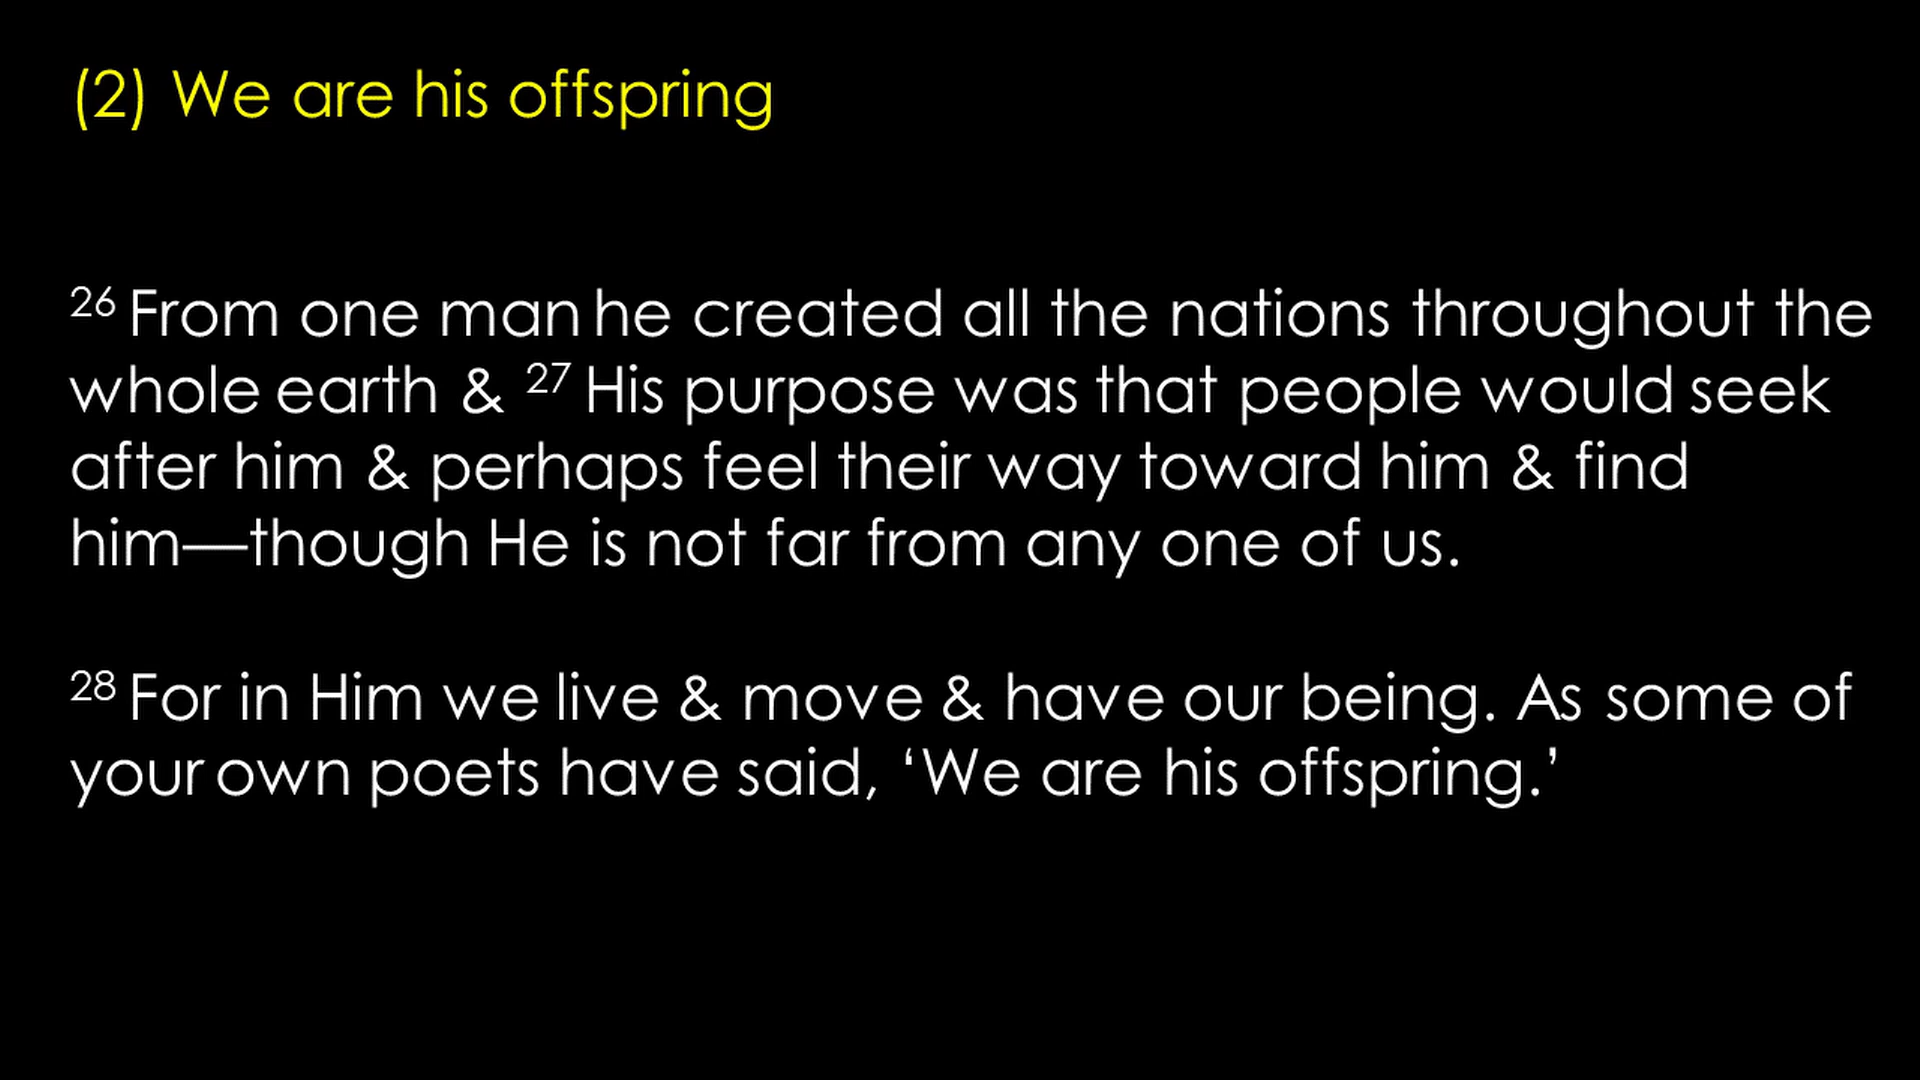 (2) We are his offspring
26 From one man he created all the nations throughout the
whole earth & 27 His purpose was that people would seek
after him & perhaps feel their way toward him & find
him—though He is not far from any one of us.
28 For in Him we live & move & have our being. As some of
your own poets have said, ‘We are his offspring.’